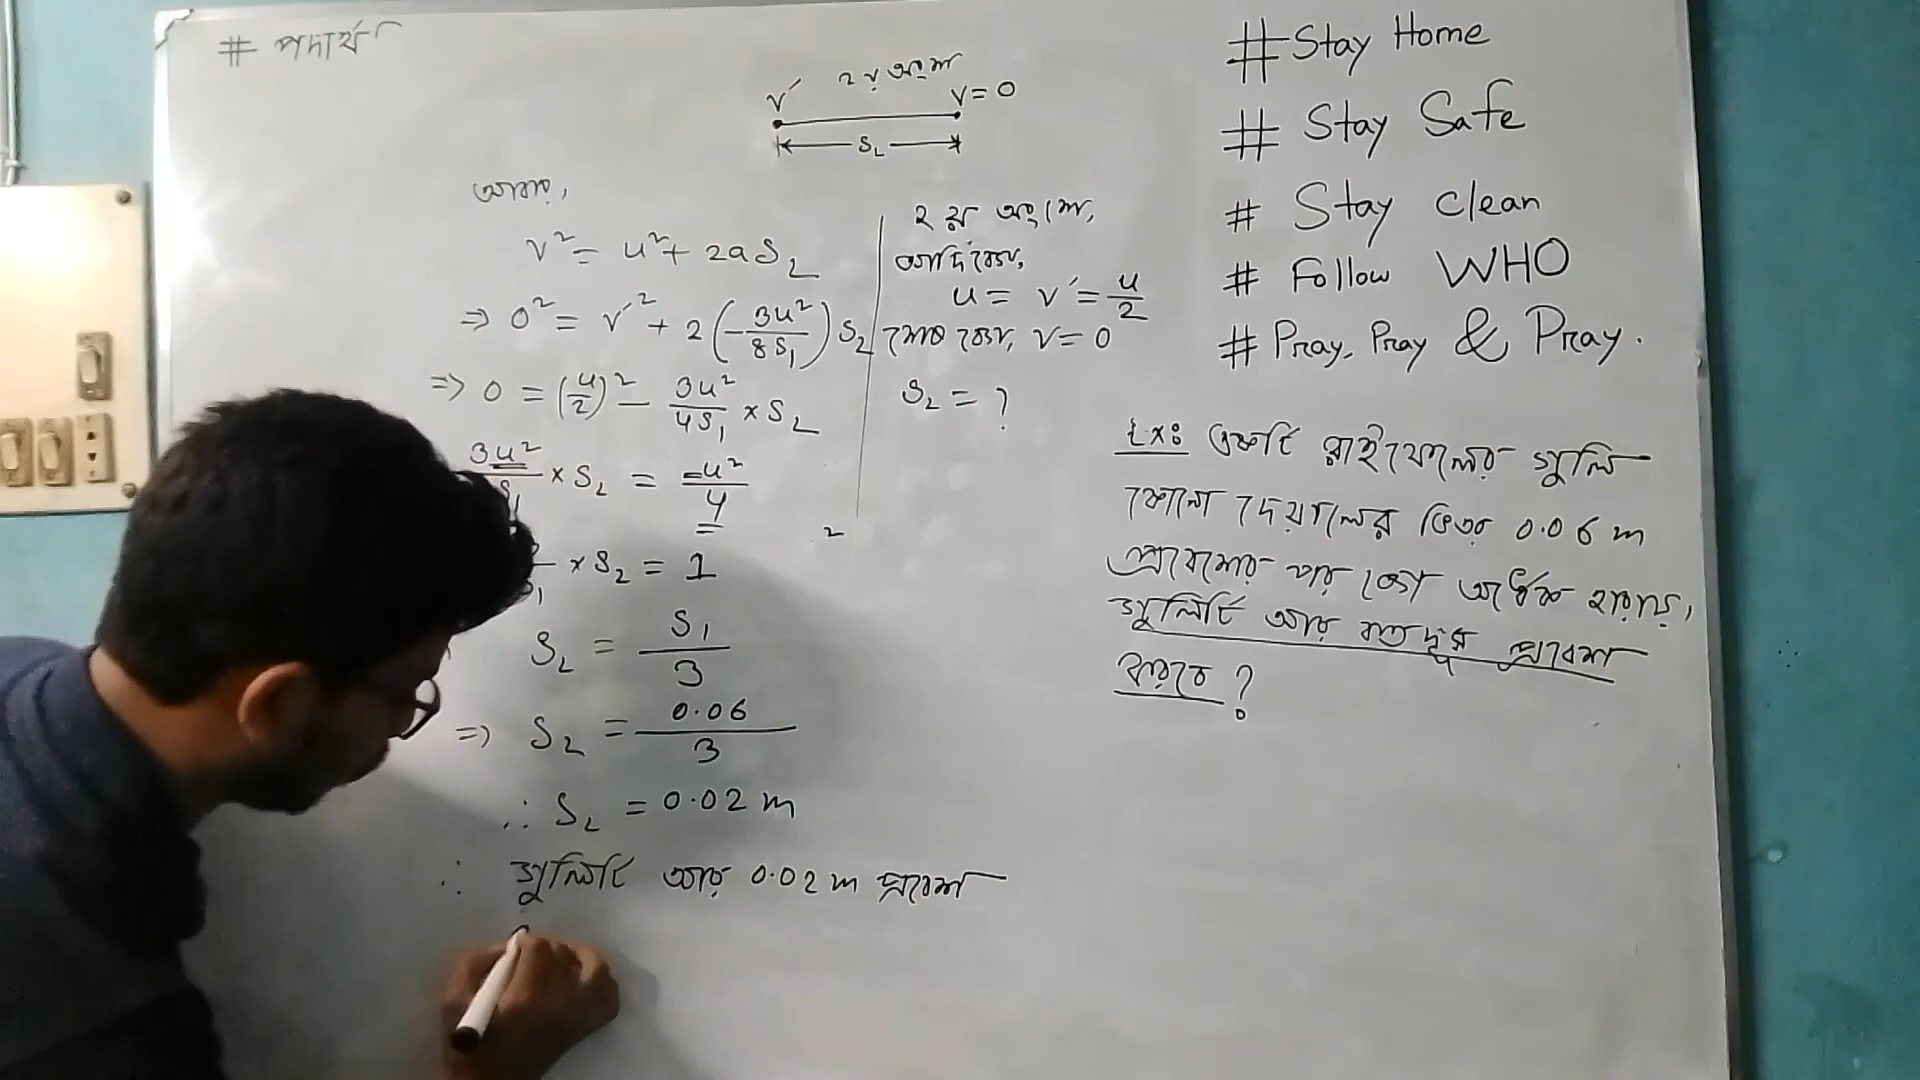 # পদার্থ
২য় অংশ
v′ v = 0
S₂
আবার,
v² = u² + 2aS₂
⇒ 0² = v′² + 2(-3u²/8S₁)S₂
⇒ 0 = (u/2)² - 3u²/4S₁ × S₂
3u²/S₁ × S₂ = -u²/4
× S₂ = 1
S₂ = S₁/3
⇒ S₂ = 0.06/3
∴ S₂ = 0.02 m
∴ গুলিটি আর 0.02 m প্রবেশ
২য় অংশে,
আদিবেগ,
u = v′ = u/2
শেষ বেগ, v = 0
S₂ = ?
# Stay Home
# Stay Safe
# Stay clean
# Follow WHO
# Pray, Pray & Pray.
Ex: একটি রাইফেলের গুলি
কোনো দেয়ালের ভিতর 0.06 m
প্রবেশের পর বেগ অর্ধেক হারায়,
গুলিটি আর কতদূর প্রবেশ
করবে?